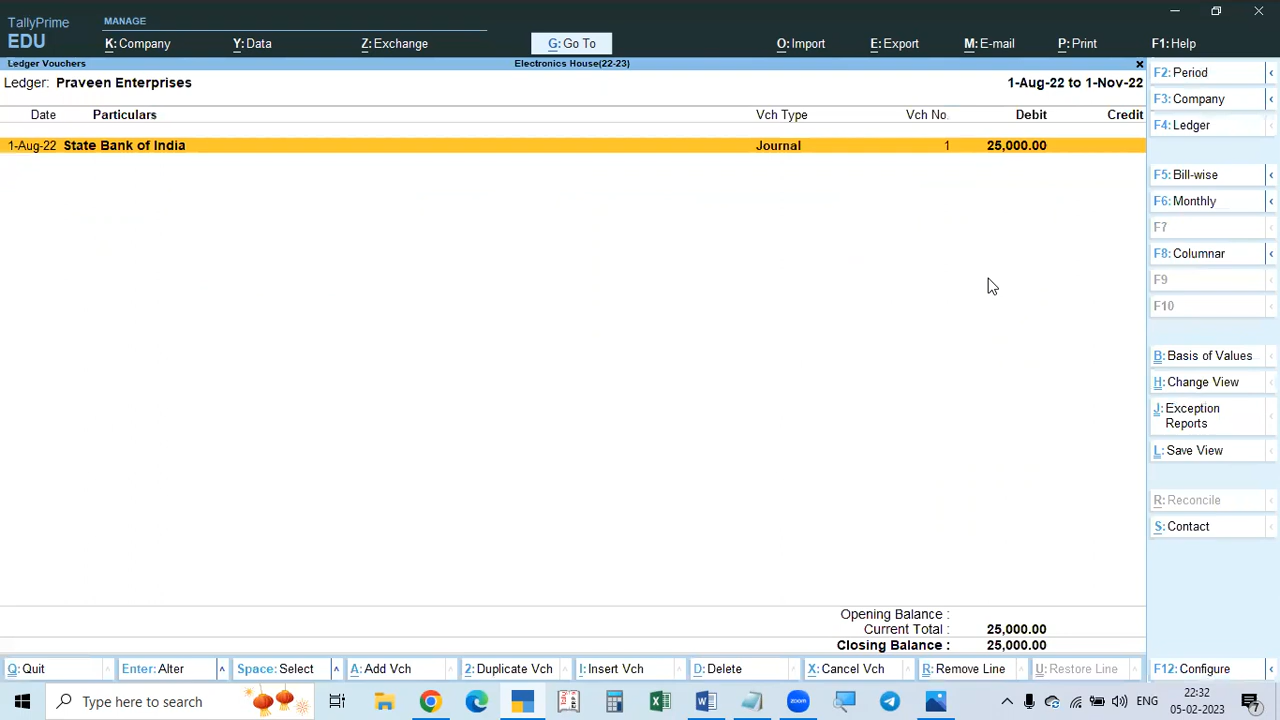 TallyPrime
EDU
MANAGE
K: Company
Y: Data
Z: Exchange
G: Go To
O: Import
E: Export
M: E-mail
P: Print
F1: Help
Ledger Vouchers
Electronics House(22-23)
Ledger: Praveen Enterprises
1-Aug-22 to 1-Nov-22
Date Particulars Vch Type Vch No. Debit Credit
1-Aug-22 State Bank of India Journal 1 25,000.00
Opening Balance :
Current Total : 25,000.00
Closing Balance : 25,000.00
F2: Period
F3: Company
F4: Ledger
F5: Bill-wise
F6: Monthly
F7
F8: Columnar
F9
F10
B: Basis of Values
H: Change View
J: Exception
Reports
L: Save View
R: Reconcile
S: Contact
F12: Configure
Q: Quit
Enter: Alter
Space: Select
A: Add Vch
2: Duplicate Vch
I: Insert Vch
D: Delete
X: Cancel Vch
R: Remove Line
U: Restore Line
Type here to search
zoom
ENG
22:32
05-02-2023
7